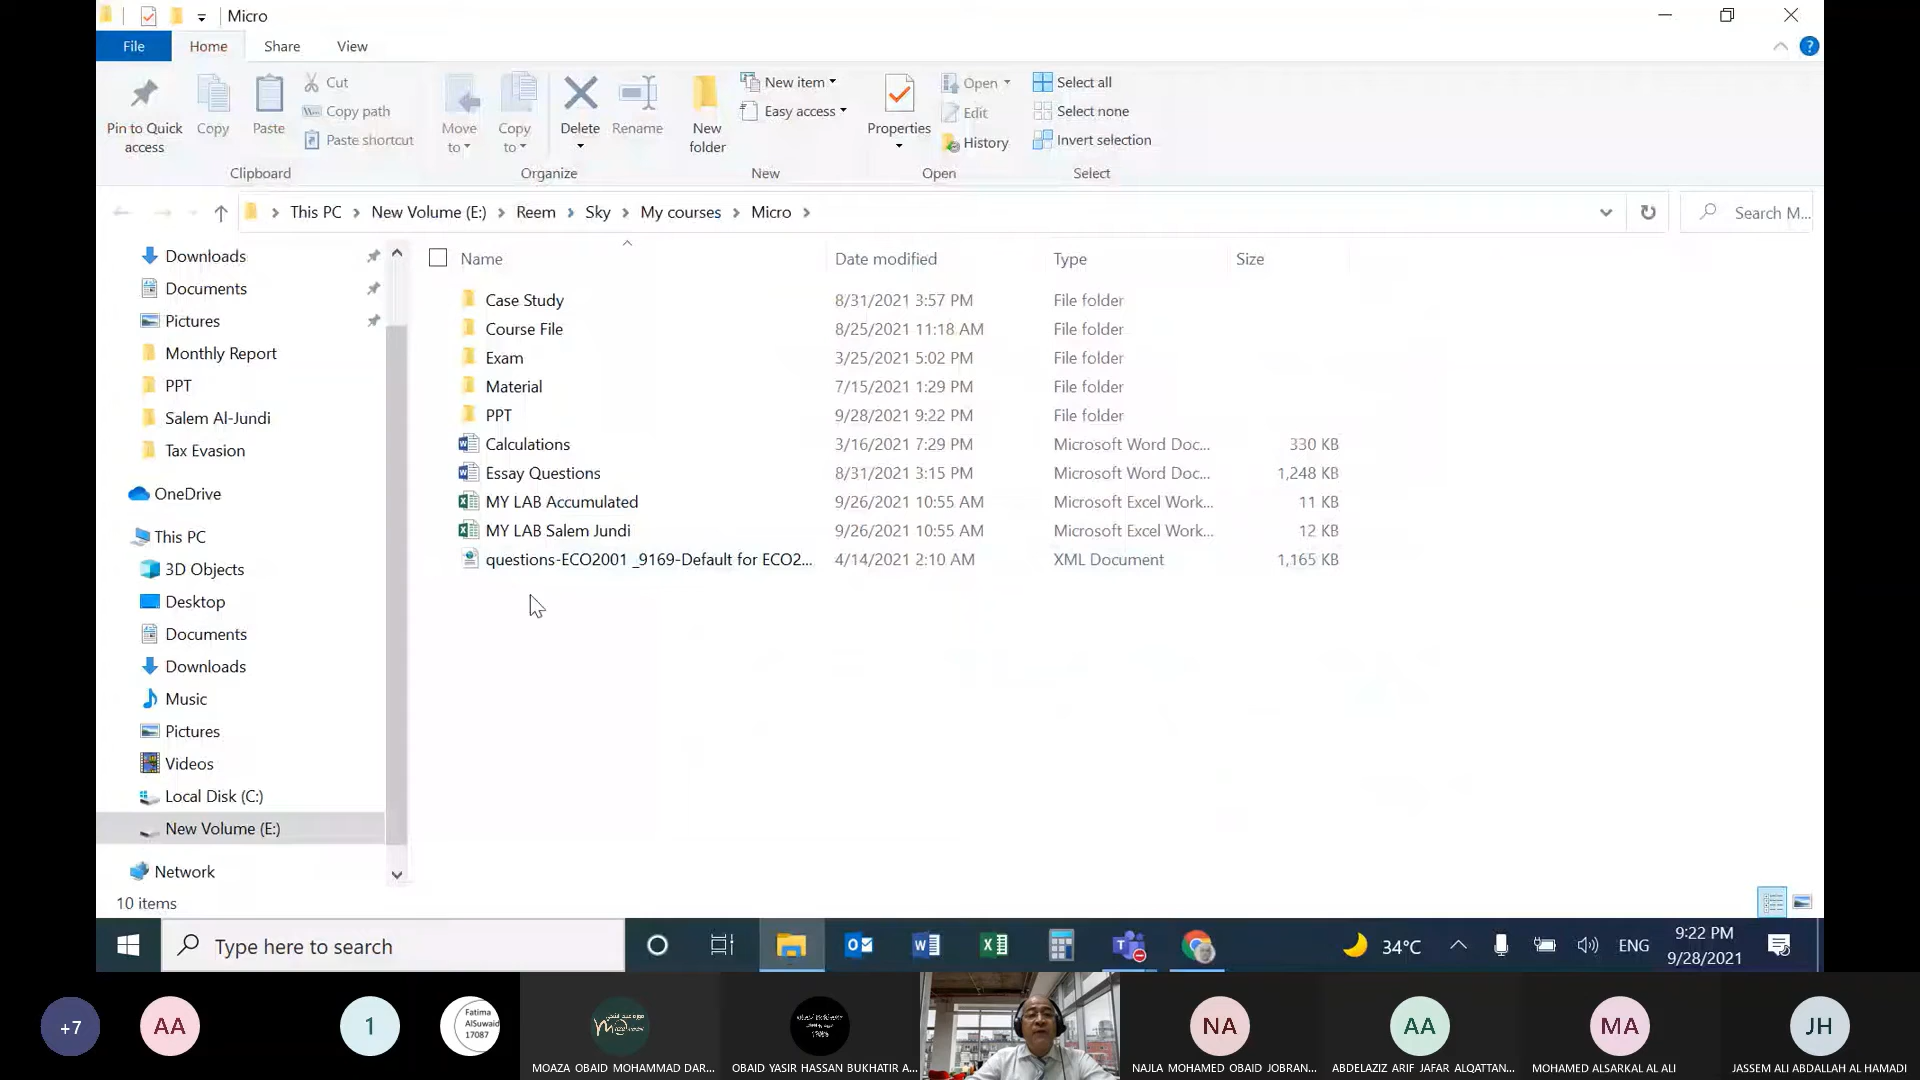 Micro
File Home Share View
Pin to Quick access
Copy
Paste
Cut
Copy path
Paste shortcut
Clipboard
Move to
Copy to
Delete
Rename
Organize
New folder
New item
Easy access
New
Properties
Open
Edit
History
Open
Select all
Select none
Invert selection
Select
This PC New Volume (E:) Reem Sky My courses Micro
Search M...
Downloads
Documents
Pictures
Monthly Report
PPT
Salem Al-Jundi
Tax Evasion
OneDrive
This PC
3D Objects
Desktop
Documents
Downloads
Music
Pictures
Videos
Local Disk (C:)
New Volume (E:)
Network
Name Date modified Type Size
Case Study 8/31/2021 3:57 PM File folder
Course File 8/25/2021 11:18 AM File folder
Exam 3/25/2021 5:02 PM File folder
Material 7/15/2021 1:29 PM File folder
PPT 9/28/2021 9:22 PM File folder
Calculations 3/16/2021 7:29 PM Microsoft Word Doc... 330 KB
Essay Questions 8/31/2021 3:15 PM Microsoft Word Doc... 1,248 KB
MY LAB Accumulated 9/26/2021 10:55 AM Microsoft Excel Work... 11 KB
MY LAB Salem Jundi 9/26/2021 10:55 AM Microsoft Excel Work... 12 KB
questions-ECO2001 _9169-Default for ECO2... 4/14/2021 2:10 AM XML Document 1,165 KB
10 items
Type here to search
34°C
ENG
9:22 PM
9/28/2021
+7
AA
1
Fatima
AlSuwaid
17087
MOAZA OBAID MOHAMMAD DAR...
OBAID YASIR HASSAN BUKHATIR A...
NA
NAJLA MOHAMED OBAID JOBRAN...
AA
ABDELAZIZ ARIF JAFAR ALQATTAN...
MA
MOHAMED ALSARKAL AL ALI
JH
JASSEM ALI ABDALLAH AL HAMADI